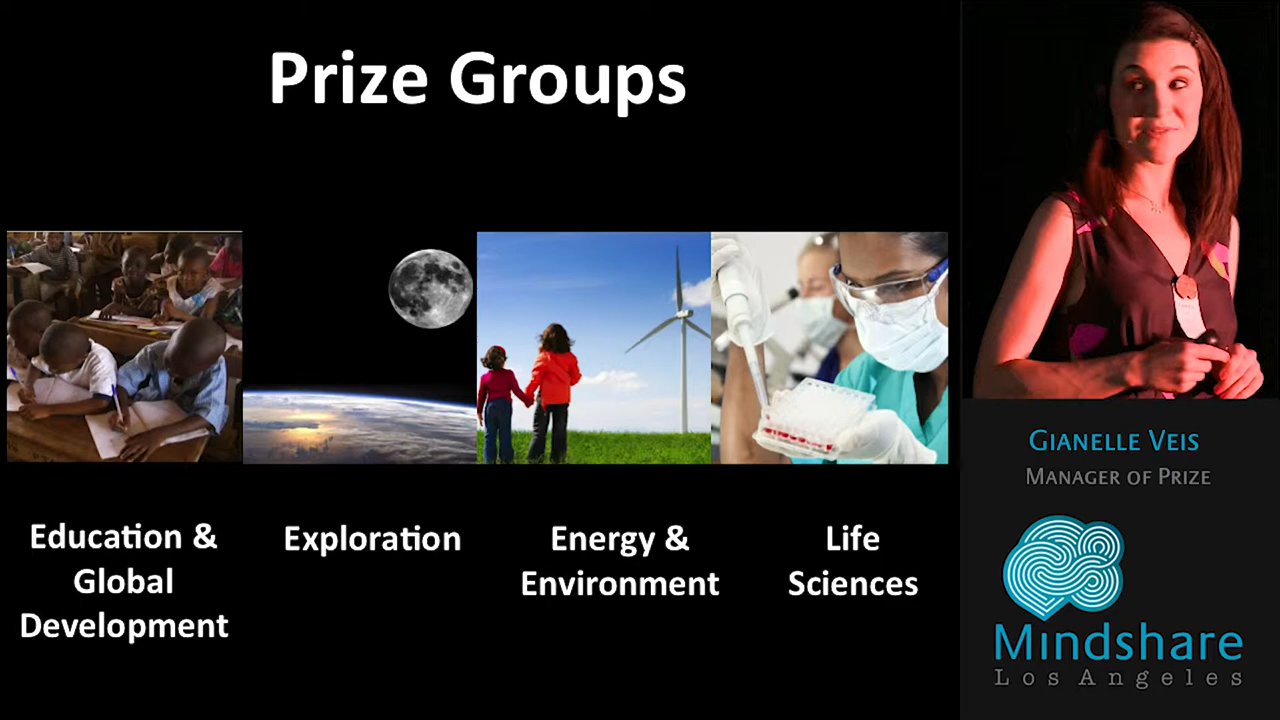 Prize Groups
Education &
Global
Development
Exploration
Energy &
Environment
Life
Sciences
GIANELLE VEIS
MANAGER OF PRIZE
Mindshare
Los Angeles